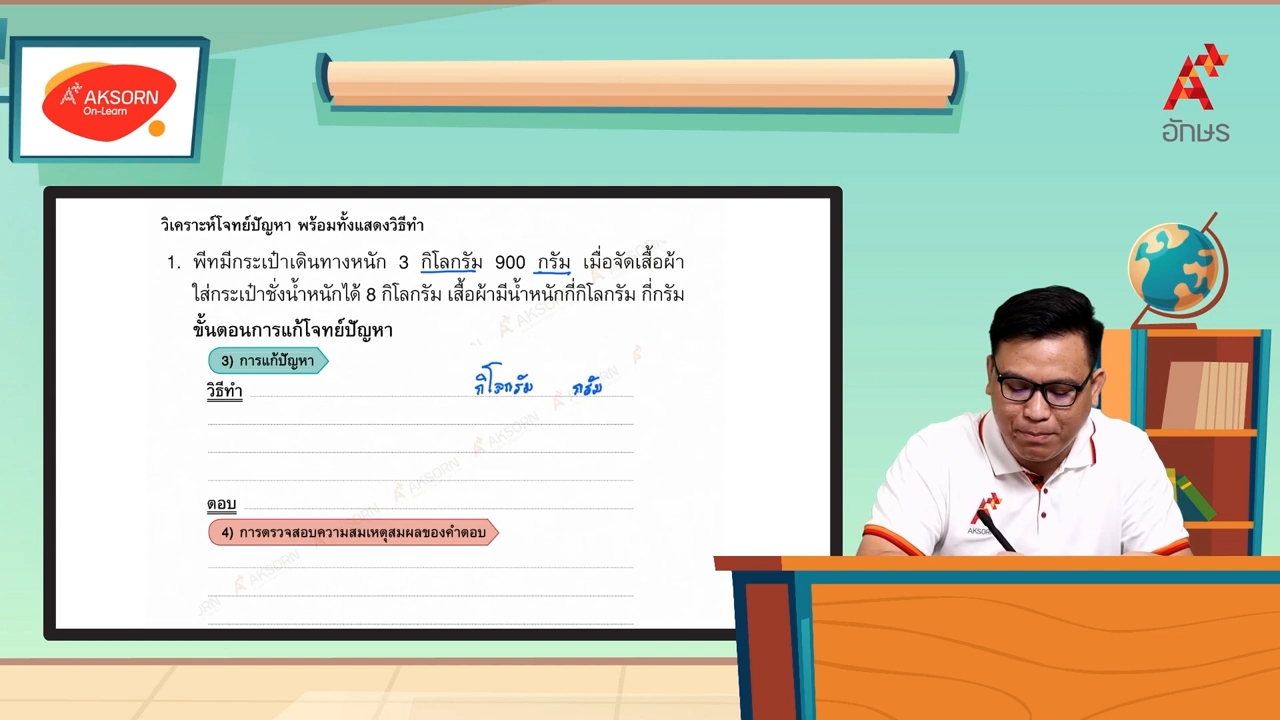 AKSORN
On-Learn
อักษร
วิเคราะห์โจทย์ปัญหา พร้อมทั้งแสดงวิธีทำ
1. พีทมีกระเป๋าเดินทางหนัก 3 กิโลกรัม 900 กรัม เมื่อจัดเสื้อผ้า
ใส่กระเป๋าชั่งน้ำหนักได้ 8 กิโลกรัม เสื้อผ้ามีน้ำหนักกี่กิโลกรัม กี่กรัม
ขั้นตอนการแก้โจทย์ปัญหา
3) การแก้ปัญหา
วิธีทำ กิโลกรัม กรัม
ตอบ
4) การตรวจสอบความสมเหตุสมผลของคำตอบ
AKSORN
AKSORN
AKSORN
AKSORN
AKSORN
AKSORN